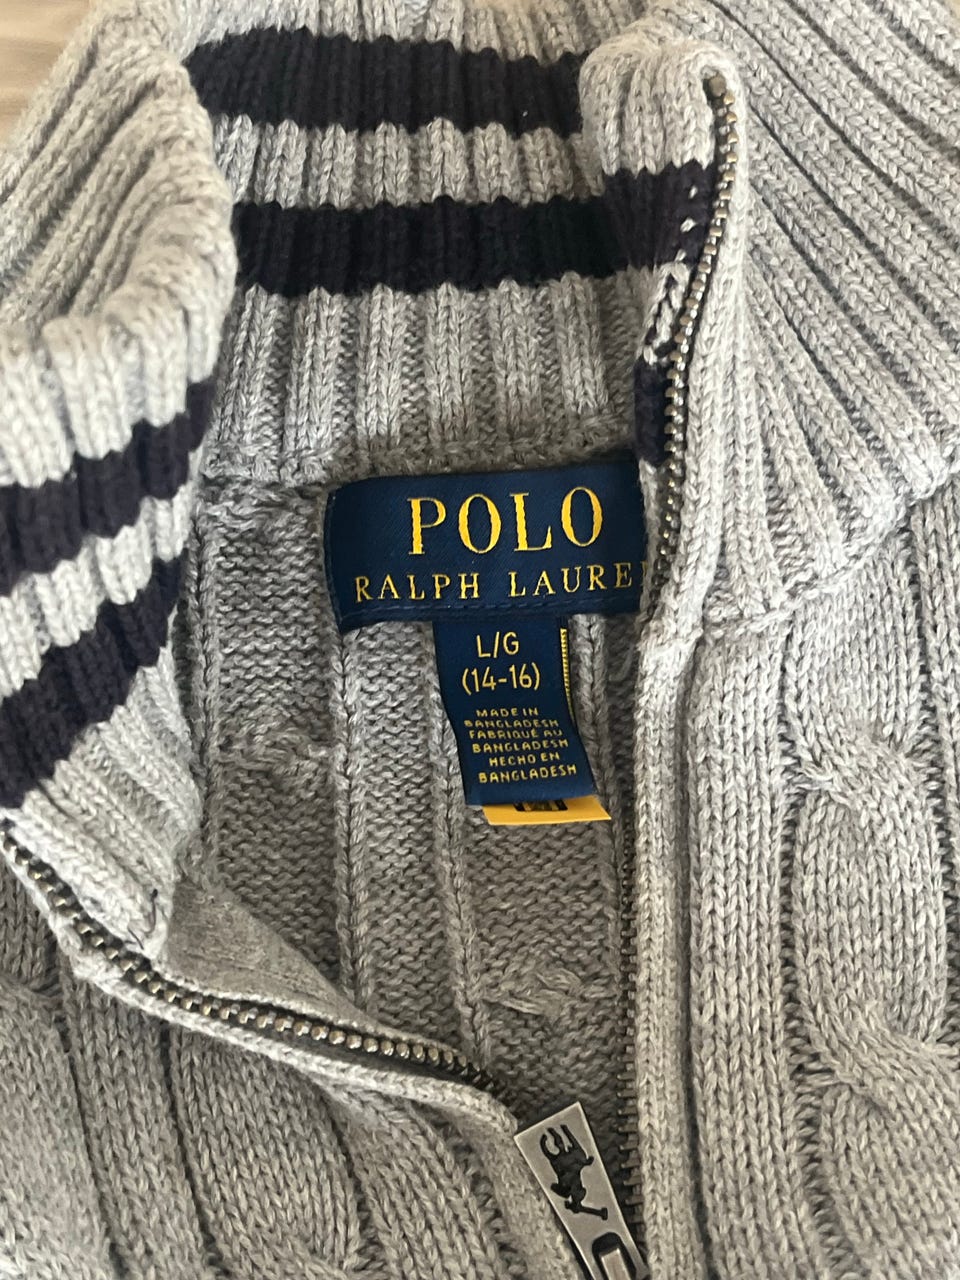 POLO
RALPH LAURE
L/G
(14-16)
MADE IN
BANGLADESH
FABRIQUÉ AU
BANGLADESH
HECHO EN
BANGLADESH